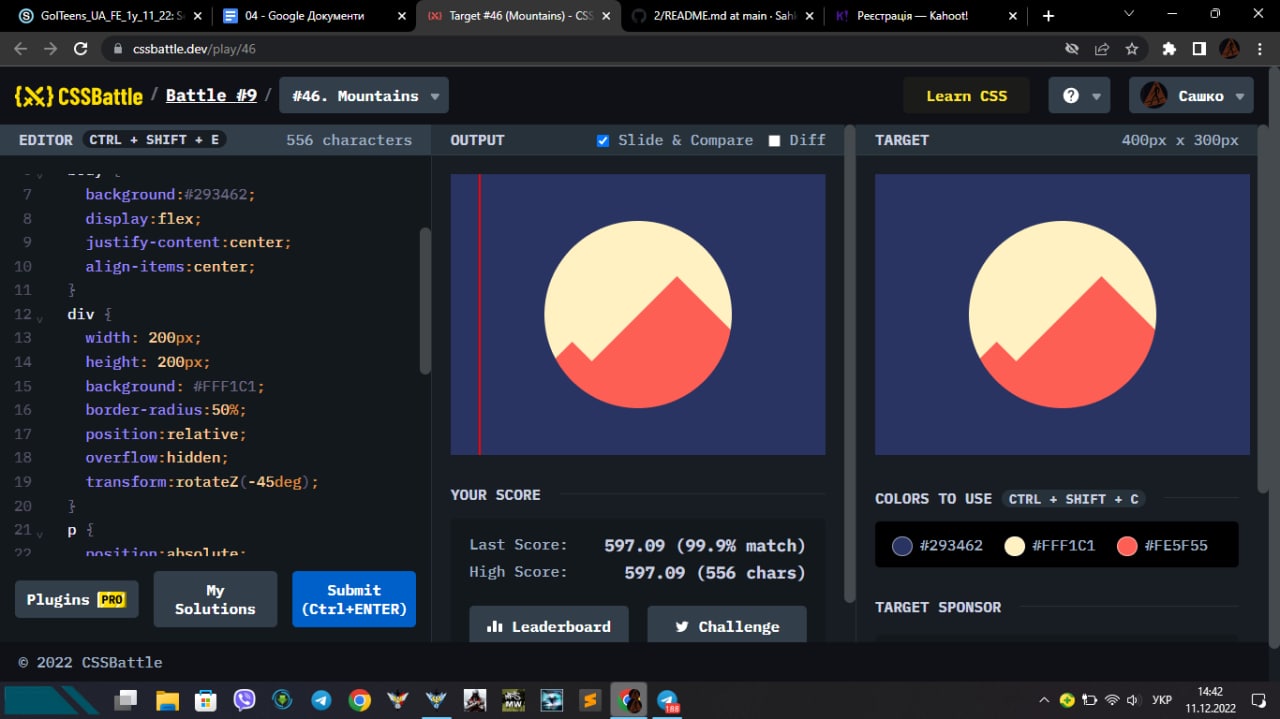 GoITeens_UA_FE_1y_11_22: S
04 - Google Документи
Target #46 (Mountains) - CSS
2/README.md at main · Sahk
Реєстрація — Kahoot!
cssbattle.dev/play/46
CSSBattle / Battle #9 / #46. Mountains
Learn CSS
Сашко
EDITOR CTRL + SHIFT + E 556 characters
OUTPUT Slide & Compare Diff
TARGET 400px x 300px
6 body {
7 background:#293462;
8 display:flex;
9 justify-content:center;
10 align-items:center;
11 }
12 div {
13 width: 200px;
14 height: 200px;
15 background: #FFF1C1;
16 border-radius:50%;
17 position:relative;
18 overflow:hidden;
19 transform:rotateZ(-45deg);
20 }
21 p {
22 position:absolute;
Plugins PRO
My Solutions
Submit (Ctrl+ENTER)
YOUR SCORE
Last Score: 597.09 (99.9% match)
High Score: 597.09 (556 chars)
Leaderboard
Challenge
COLORS TO USE CTRL + SHIFT + C
#293462 #FFF1C1 #FE5F55
TARGET SPONSOR
© 2022 CSSBattle
188
УКР
14:42
11.12.2022